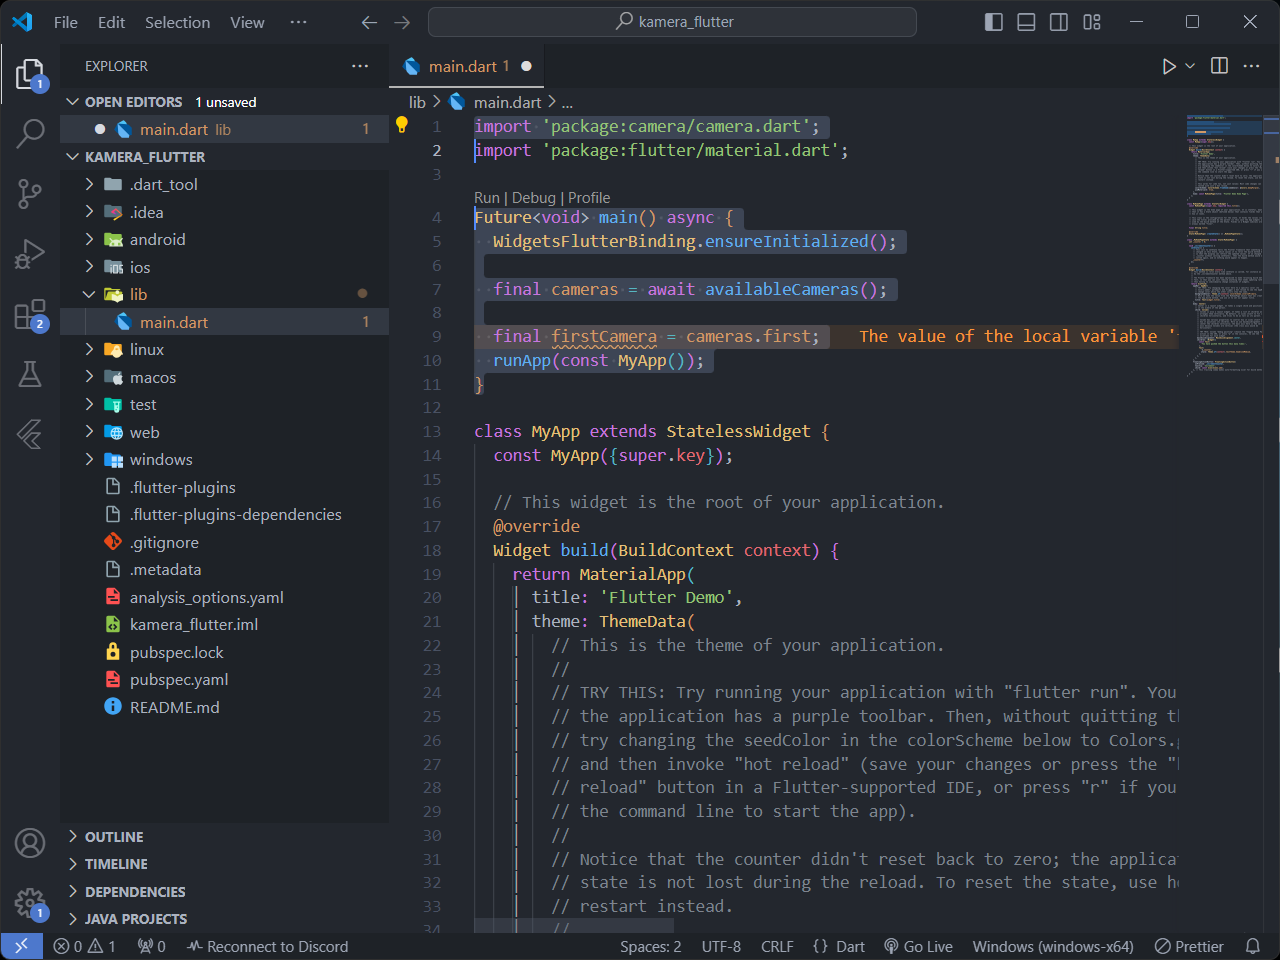 File Edit Selection View ··· kamera_flutter
EXPLORER ···
OPEN EDITORS 1 unsaved
main.dart lib 1
KAMERA_FLUTTER
.dart_tool
.idea
android
ios
lib
main.dart 1
linux
macos
test
web
windows
.flutter-plugins
.flutter-plugins-dependencies
.gitignore
.metadata
analysis_options.yaml
kamera_flutter.iml
pubspec.lock
pubspec.yaml
README.md
OUTLINE
TIMELINE
DEPENDENCIES
JAVA PROJECTS
1
2
1
main.dart 1
lib > main.dart > ...
1 import 'package:camera/camera.dart';
2 import 'package:flutter/material.dart';
3
Run | Debug | Profile
4 Future<void> main() async {
5 WidgetsFlutterBinding.ensureInitialized();
6
7 final cameras = await availableCameras();
8
9 final firstCamera = cameras.first; The value of the local variable '
10 runApp(const MyApp());
11 }
12
13 class MyApp extends StatelessWidget {
14 const MyApp({super.key});
15
16 // This widget is the root of your application.
17 @override
18 Widget build(BuildContext context) {
19 return MaterialApp(
20 title: 'Flutter Demo',
21 theme: ThemeData(
22 // This is the theme of your application.
23 //
24 // TRY THIS: Try running your application with "flutter run". You
25 // the application has a purple toolbar. Then, without quitting th
26 // try changing the seedColor in the colorScheme below to Colors.g
27 // and then invoke "hot reload" (save your changes or press the "
28 // reload" button in a Flutter-supported IDE, or press "r" if you
29 // the command line to start the app).
30 //
31 // Notice that the counter didn't reset back to zero; the applicat
32 // state is not lost during the reload. To reset the state, use ho
33 // restart instead.
34 //
0 1 0 Reconnect to Discord Spaces: 2 UTF-8 CRLF {} Dart Go Live Windows (windows-x64) Prettier